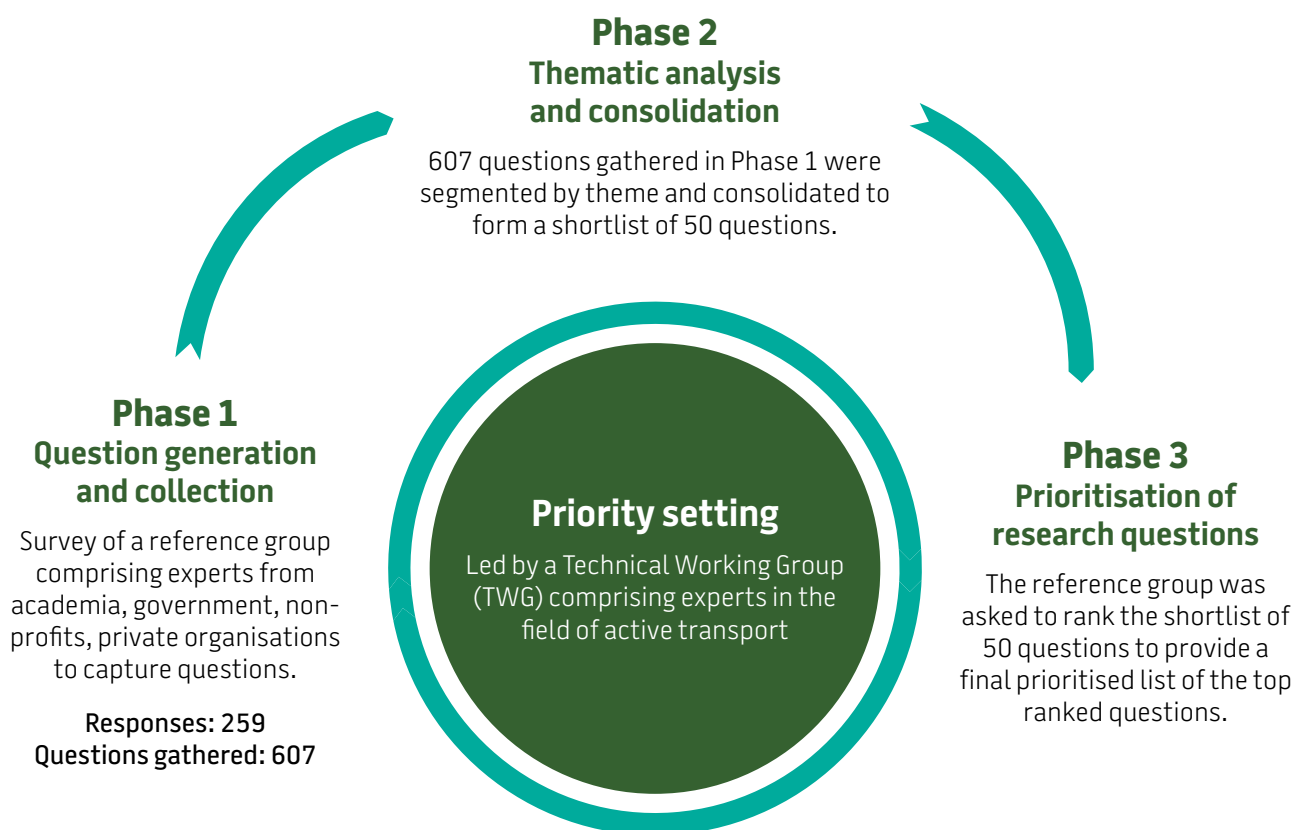 Phase 2
Thematic analysis
and consolidation
607 questions gathered in Phase 1 were
segmented by theme and consolidated to
form a shortlist of 50 questions.
Phase 1
Question generation
and collection
Survey of a reference group
comprising experts from
academia, government, non-
profits, private organisations
to capture questions.
Responses: 259
Questions gathered: 607
Priority setting
Led by a Technical Working Group
(TWG) comprising experts in the
field of active transport
Phase 3
Prioritisation of
research questions
The reference group was
asked to rank the shortlist of
50 questions to provide a
final prioritised list of the top
ranked questions.